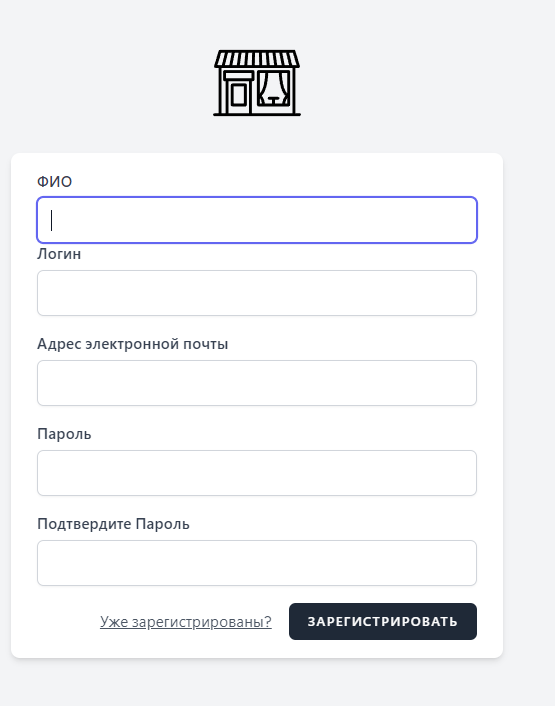 ФИО
Логин
Адрес электронной почты
Пароль
Подтвердите Пароль
Уже зарегистрированы? ЗАРЕГИСТРИРОВАТЬ